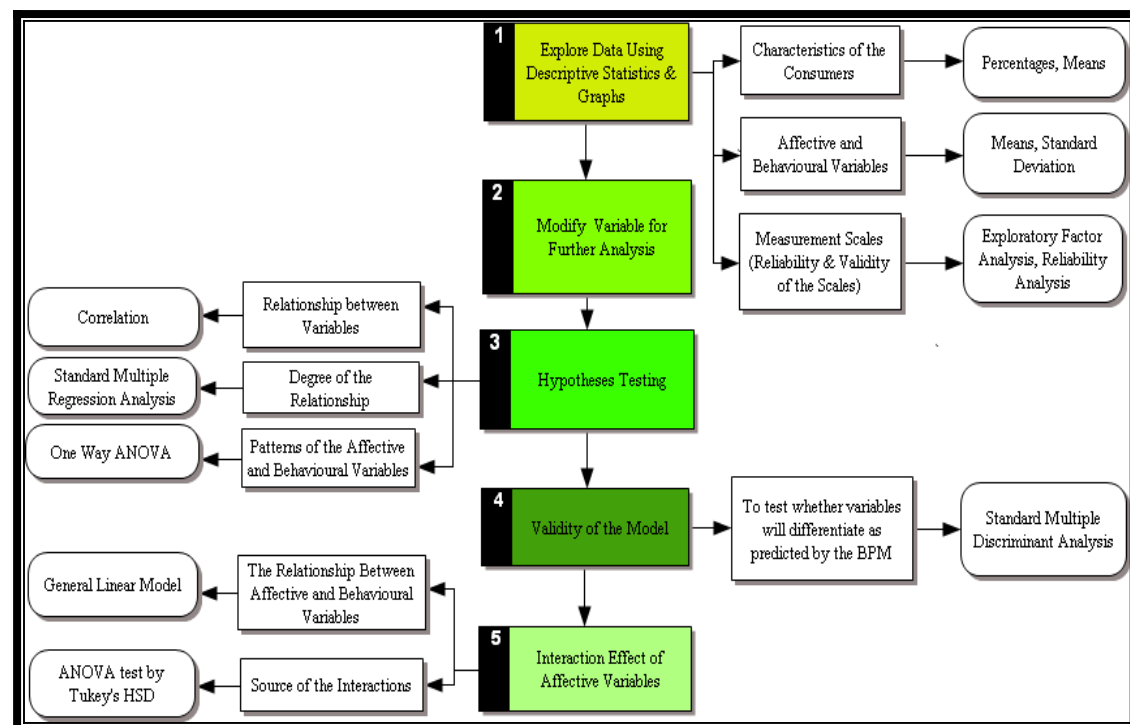 1
Explore Data Using
Descriptive Statistics &
Graphs
Characteristics of the
Consumers
Percentages, Means
Affective and
Behavioural Variables
Means, Standard
Deviation
2
Modify Variable for
Further Analysis
Measurement Scales
(Reliability & Validity
of the Scales)
Exploratory Factor
Analysis, Reliability
Analysis
3
Hypotheses Testing
Relationship between
Variables
Correlation
Degree of the
Relationship
Standard Multiple
Regression Analysis
Patterns of the Affective
and Behavioural Variables
One Way ANOVA
4
Validity of the Model
To test whether variables
will differentiate as
predicted by the BPM
Standard Multiple
Discriminant Analysis
5
Interaction Effect of
Affective Variables
The Relationship Between
Affective and Behavioural
Variables
General Linear Model
Source of the Interactions
ANOVA test by
Tukey's HSD